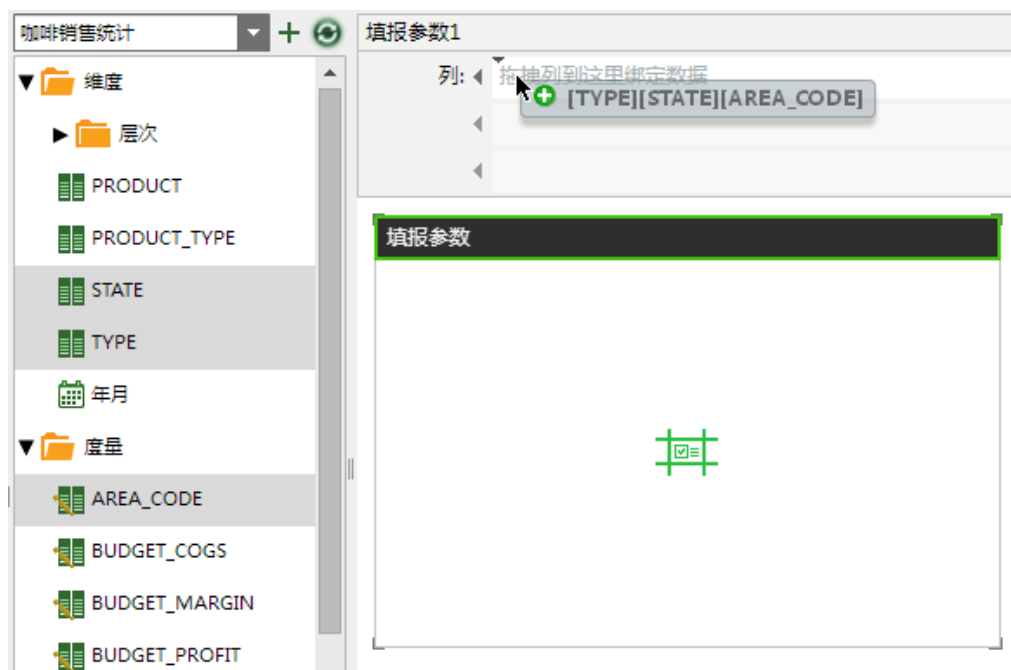 咖啡销售统计
维度
层次
PRODUCT
PRODUCT_TYPE
STATE
TYPE
年月
度量
AREA_CODE
BUDGET_COGS
BUDGET_MARGIN
BUDGET_PROFIT
填报参数1
列:
拖拽列到这里绑定数据
[TYPE][STATE][AREA_CODE]
填报参数